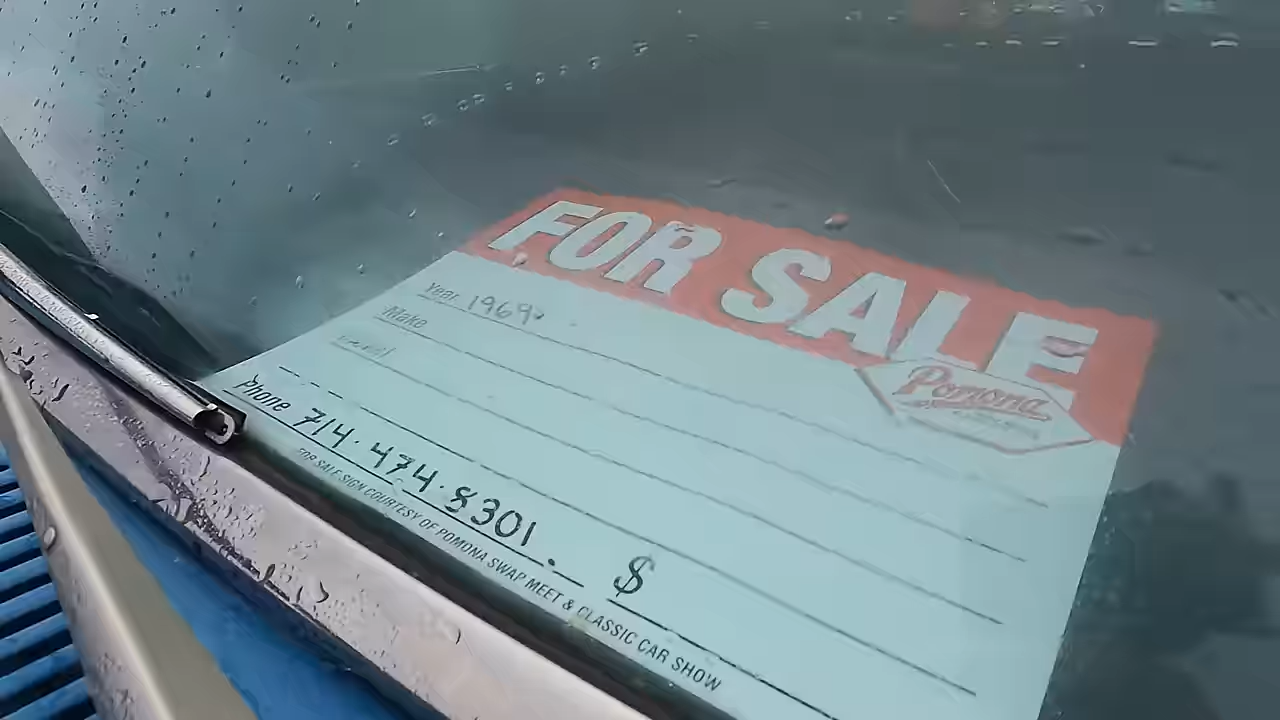 FOR SALE
Pomona
Year 1969
Make
Phone 714.474.8301.
$
FOR SALE SIGN COURTESY OF POMONA SWAP MEET & CLASSIC CAR SHOW